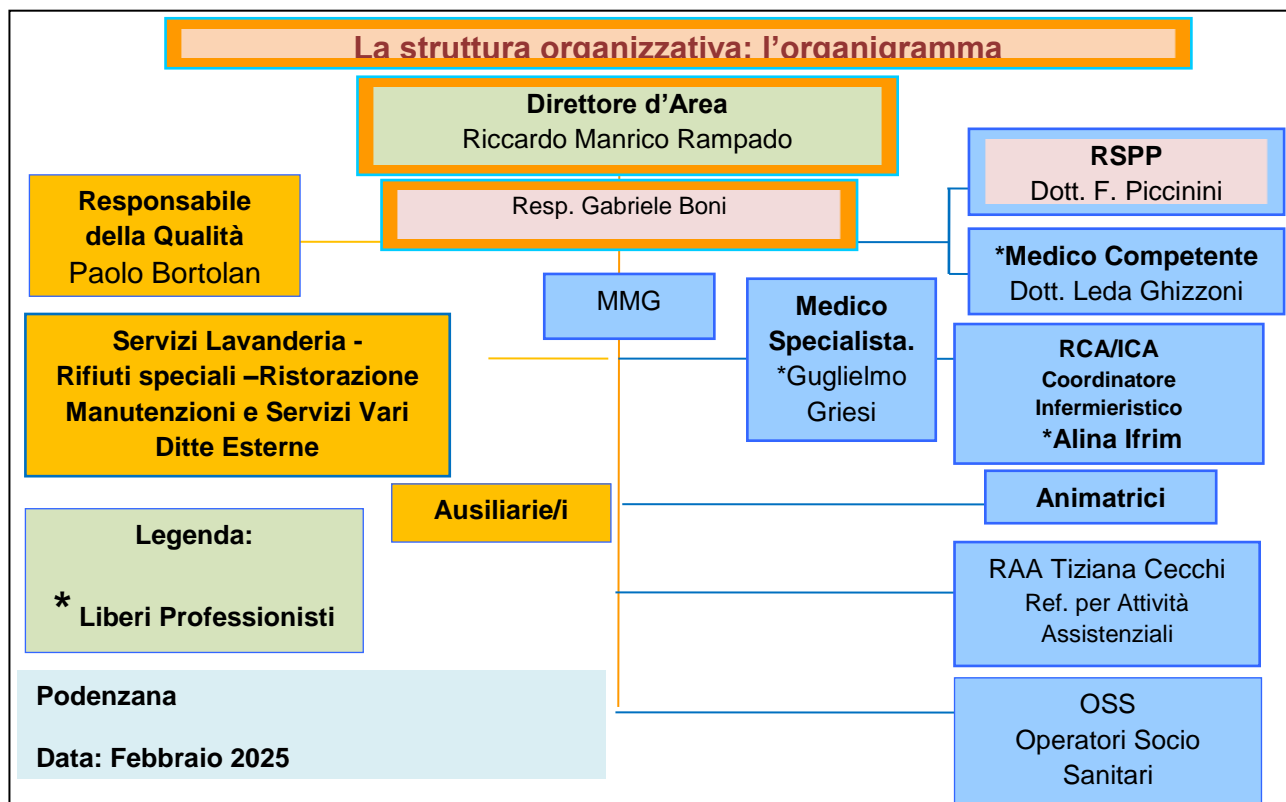 La struttura organizzativa: l’organigramma
Direttore d’Area
Riccardo Manrico Rampado
Resp. Gabriele Boni
RSPP
Dott. F. Piccinini
Responsabile
della Qualità
Paolo Bortolan
*Medico Competente
Dott. Leda Ghizzoni
MMG
Medico
Specialista.
*Guglielmo
Griesi
Servizi Lavanderia -
Rifiuti speciali –Ristorazione
Manutenzioni e Servizi Vari
Ditte Esterne
RCA/ICA
Coordinatore
Infermieristico
*Alina Ifrim
Ausiliarie/i
Animatrici
Legenda:
* Liberi Professionisti
RAA Tiziana Cecchi
Ref. per Attività
Assistenziali
Podenzana
Data: Febbraio 2025
OSS
Operatori Socio
Sanitari